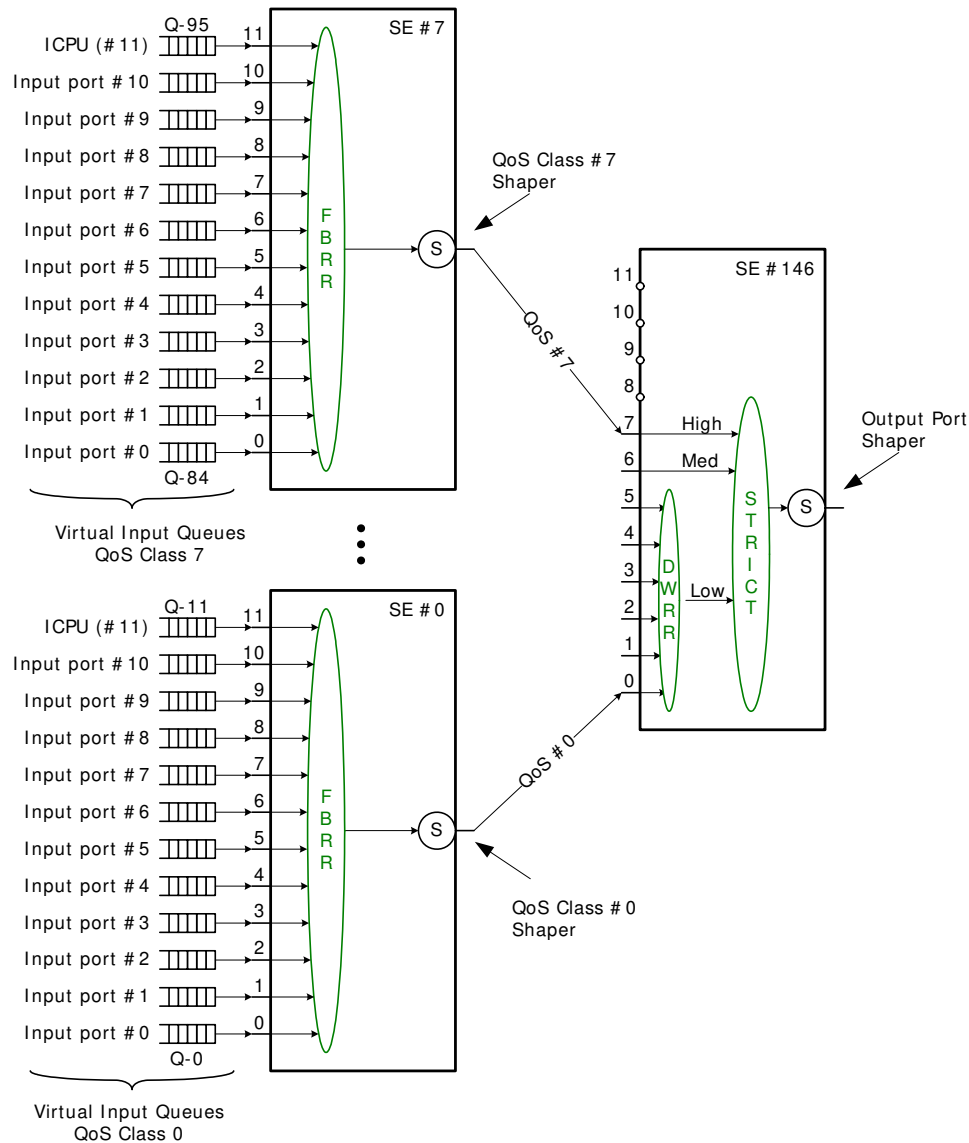 Q-95
SE #7
ICPU (#11)
11
Input port #10
10
Input port #9
9
Input port #8
8
Input port #7
7
Input port #6
6
Input port #5
5
Input port #4
4
Input port #3
3
Input port #2
2
Input port #1
1
Input port #0
0
Q-84
FBRR
S
QoS Class #7
Shaper
Virtual Input Queues
QoS Class 7
QoS #7
SE #146
11
10
9
8
7
High
6
Med
5
4
3
2
1
0
DWRR
Low
STRICT
S
Output Port
Shaper
Q-11
SE #0
ICPU (#11)
11
Input port #10
10
Input port #9
9
Input port #8
8
Input port #7
7
Input port #6
6
Input port #5
5
Input port #4
4
Input port #3
3
Input port #2
2
Input port #1
1
Input port #0
0
Q-0
FBRR
S
QoS #0
QoS Class #0
Shaper
Virtual Input Queues
QoS Class 0